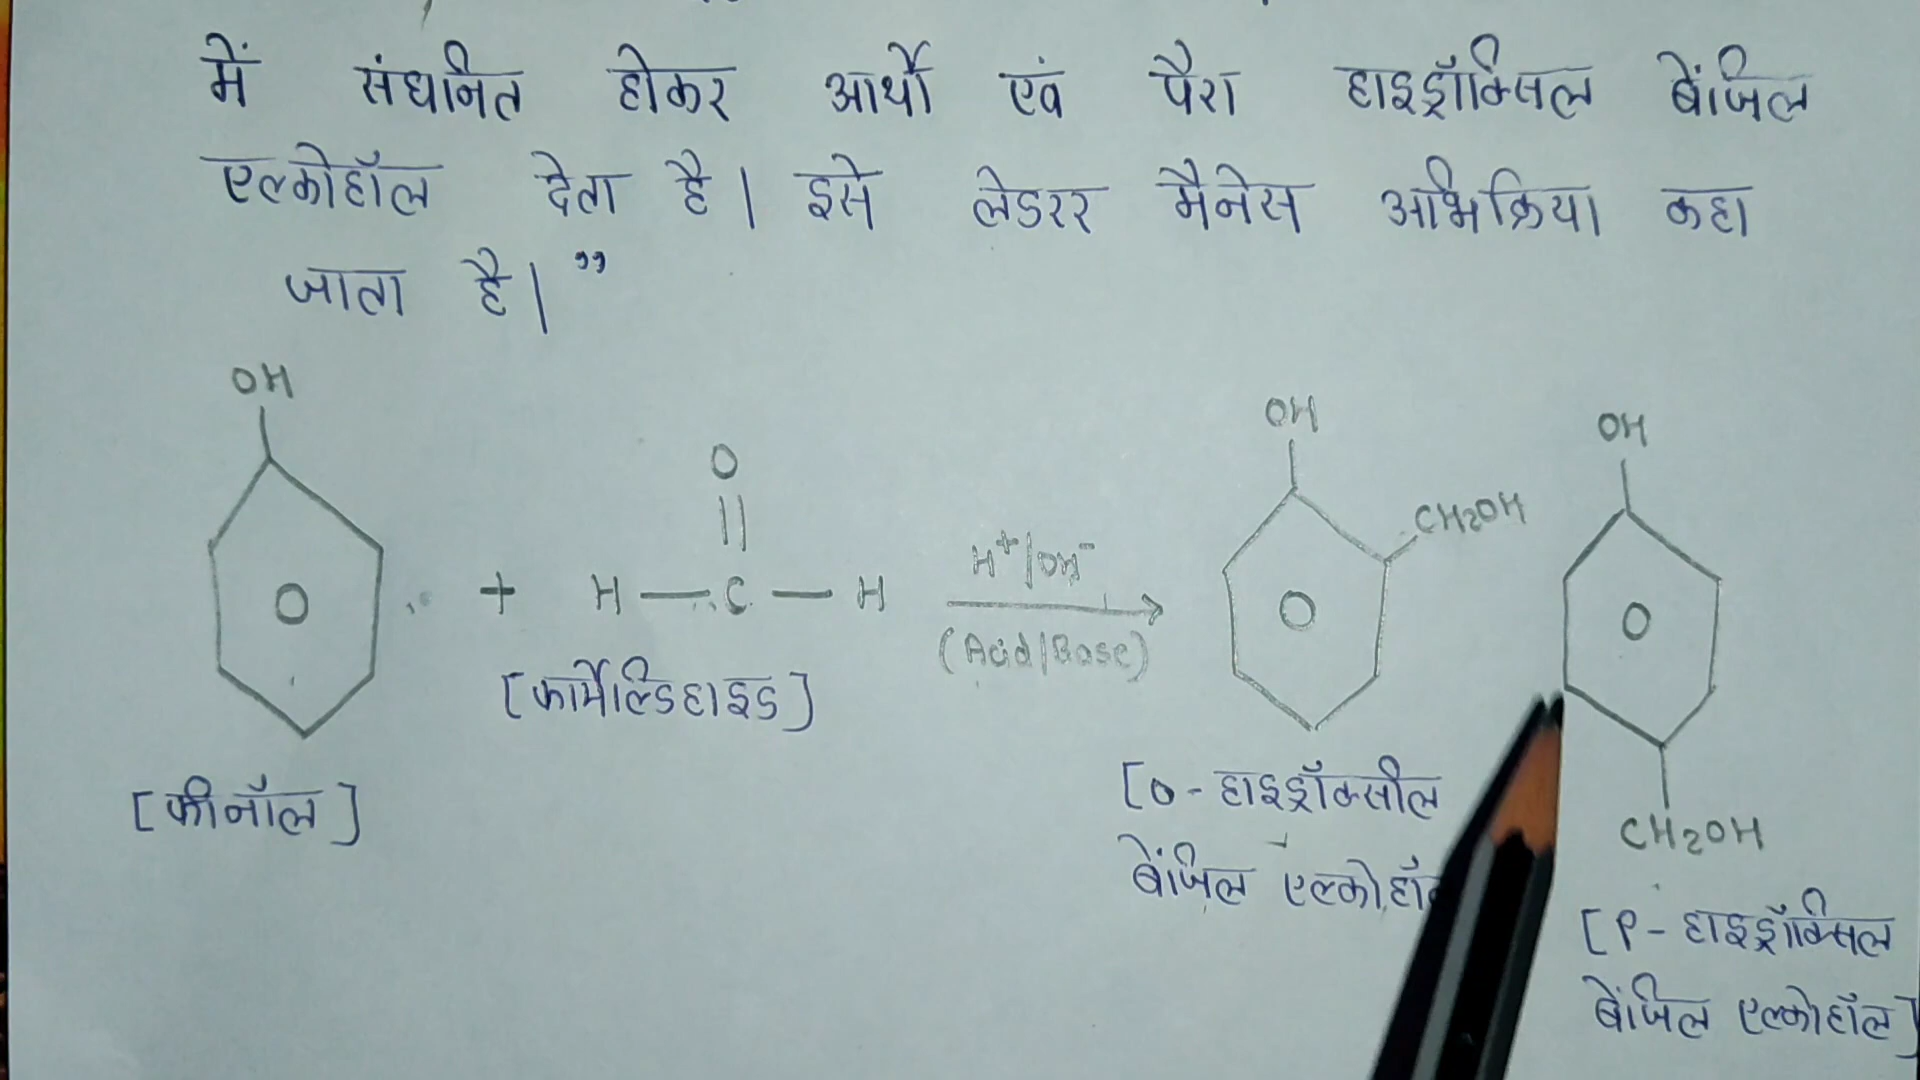 में संघनित होकर आर्थो एवं पैरा हाइड्रॉक्सिल बेंजिल
एल्कोहॉल देता है। इसे लेडरर मैनेस अभिक्रिया कहा
जाता है। ”
OH
O
+
H — C — H
O
H⁺/OH⁻
(Acid/Base)
OH
CH2OH
O
OH
O
CH2OH
[फीनॉल]
[फार्मेल्डिहाइड]
[o-हाइड्रॉक्सील
बेंजिल
[P-हाइड्रॉक्सिल
बेंजिल एल्कोहॉल]